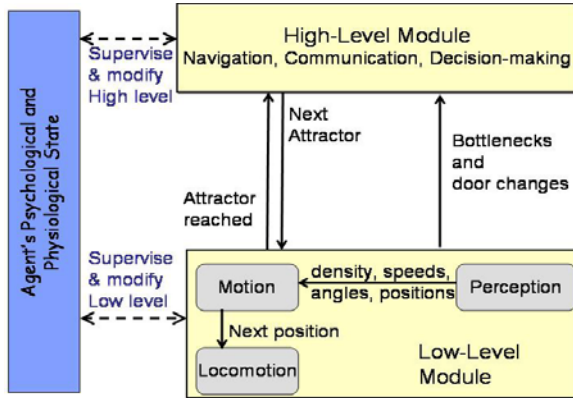 Agent's Psychological and
Physiological State
Supervise
& modify
High level
High-Level Module
Navigation, Communication, Decision-making
Next
Attractor
Attractor
reached
Bottlenecks
and
door changes
Supervise
& modify
Low level
Motion
density, speeds,
angles, positions
Perception
Next position
Locomotion
Low-Level
Module